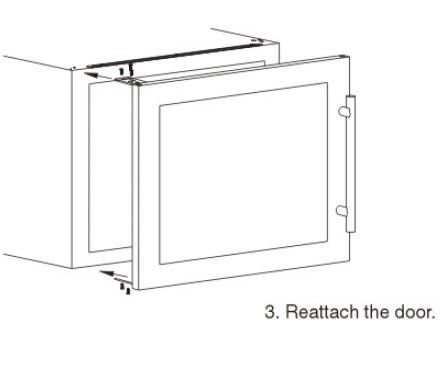 3. Reattach the door.